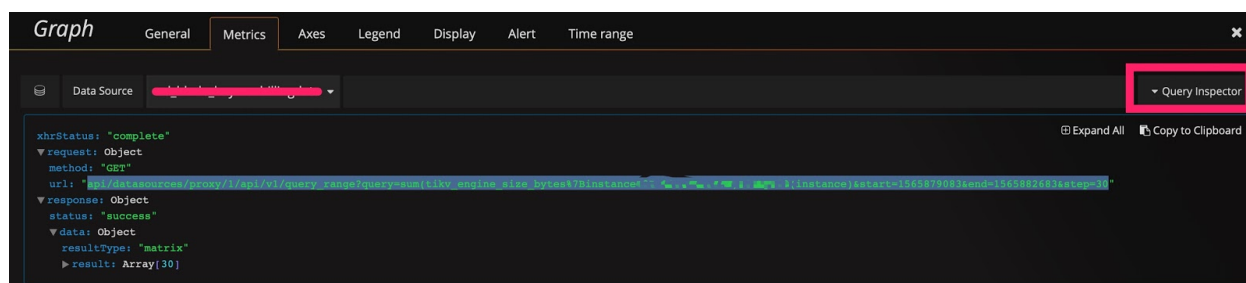 Graph General Metrics Axes Legend Display Alert Time range ×
Data Source
Query Inspector
Expand All Copy to Clipboard
xhrStatus: "complete"
request: Object
method: "GET"
url: "api/datasources/proxy/1/api/v1/query_range?query=sum(tikv_engine_size_bytes%7Binstance instance)&start=1565879083&end=1565882683&step=30"
response: Object
status: "success"
data: Object
resultType: "matrix"
result: Array[30]